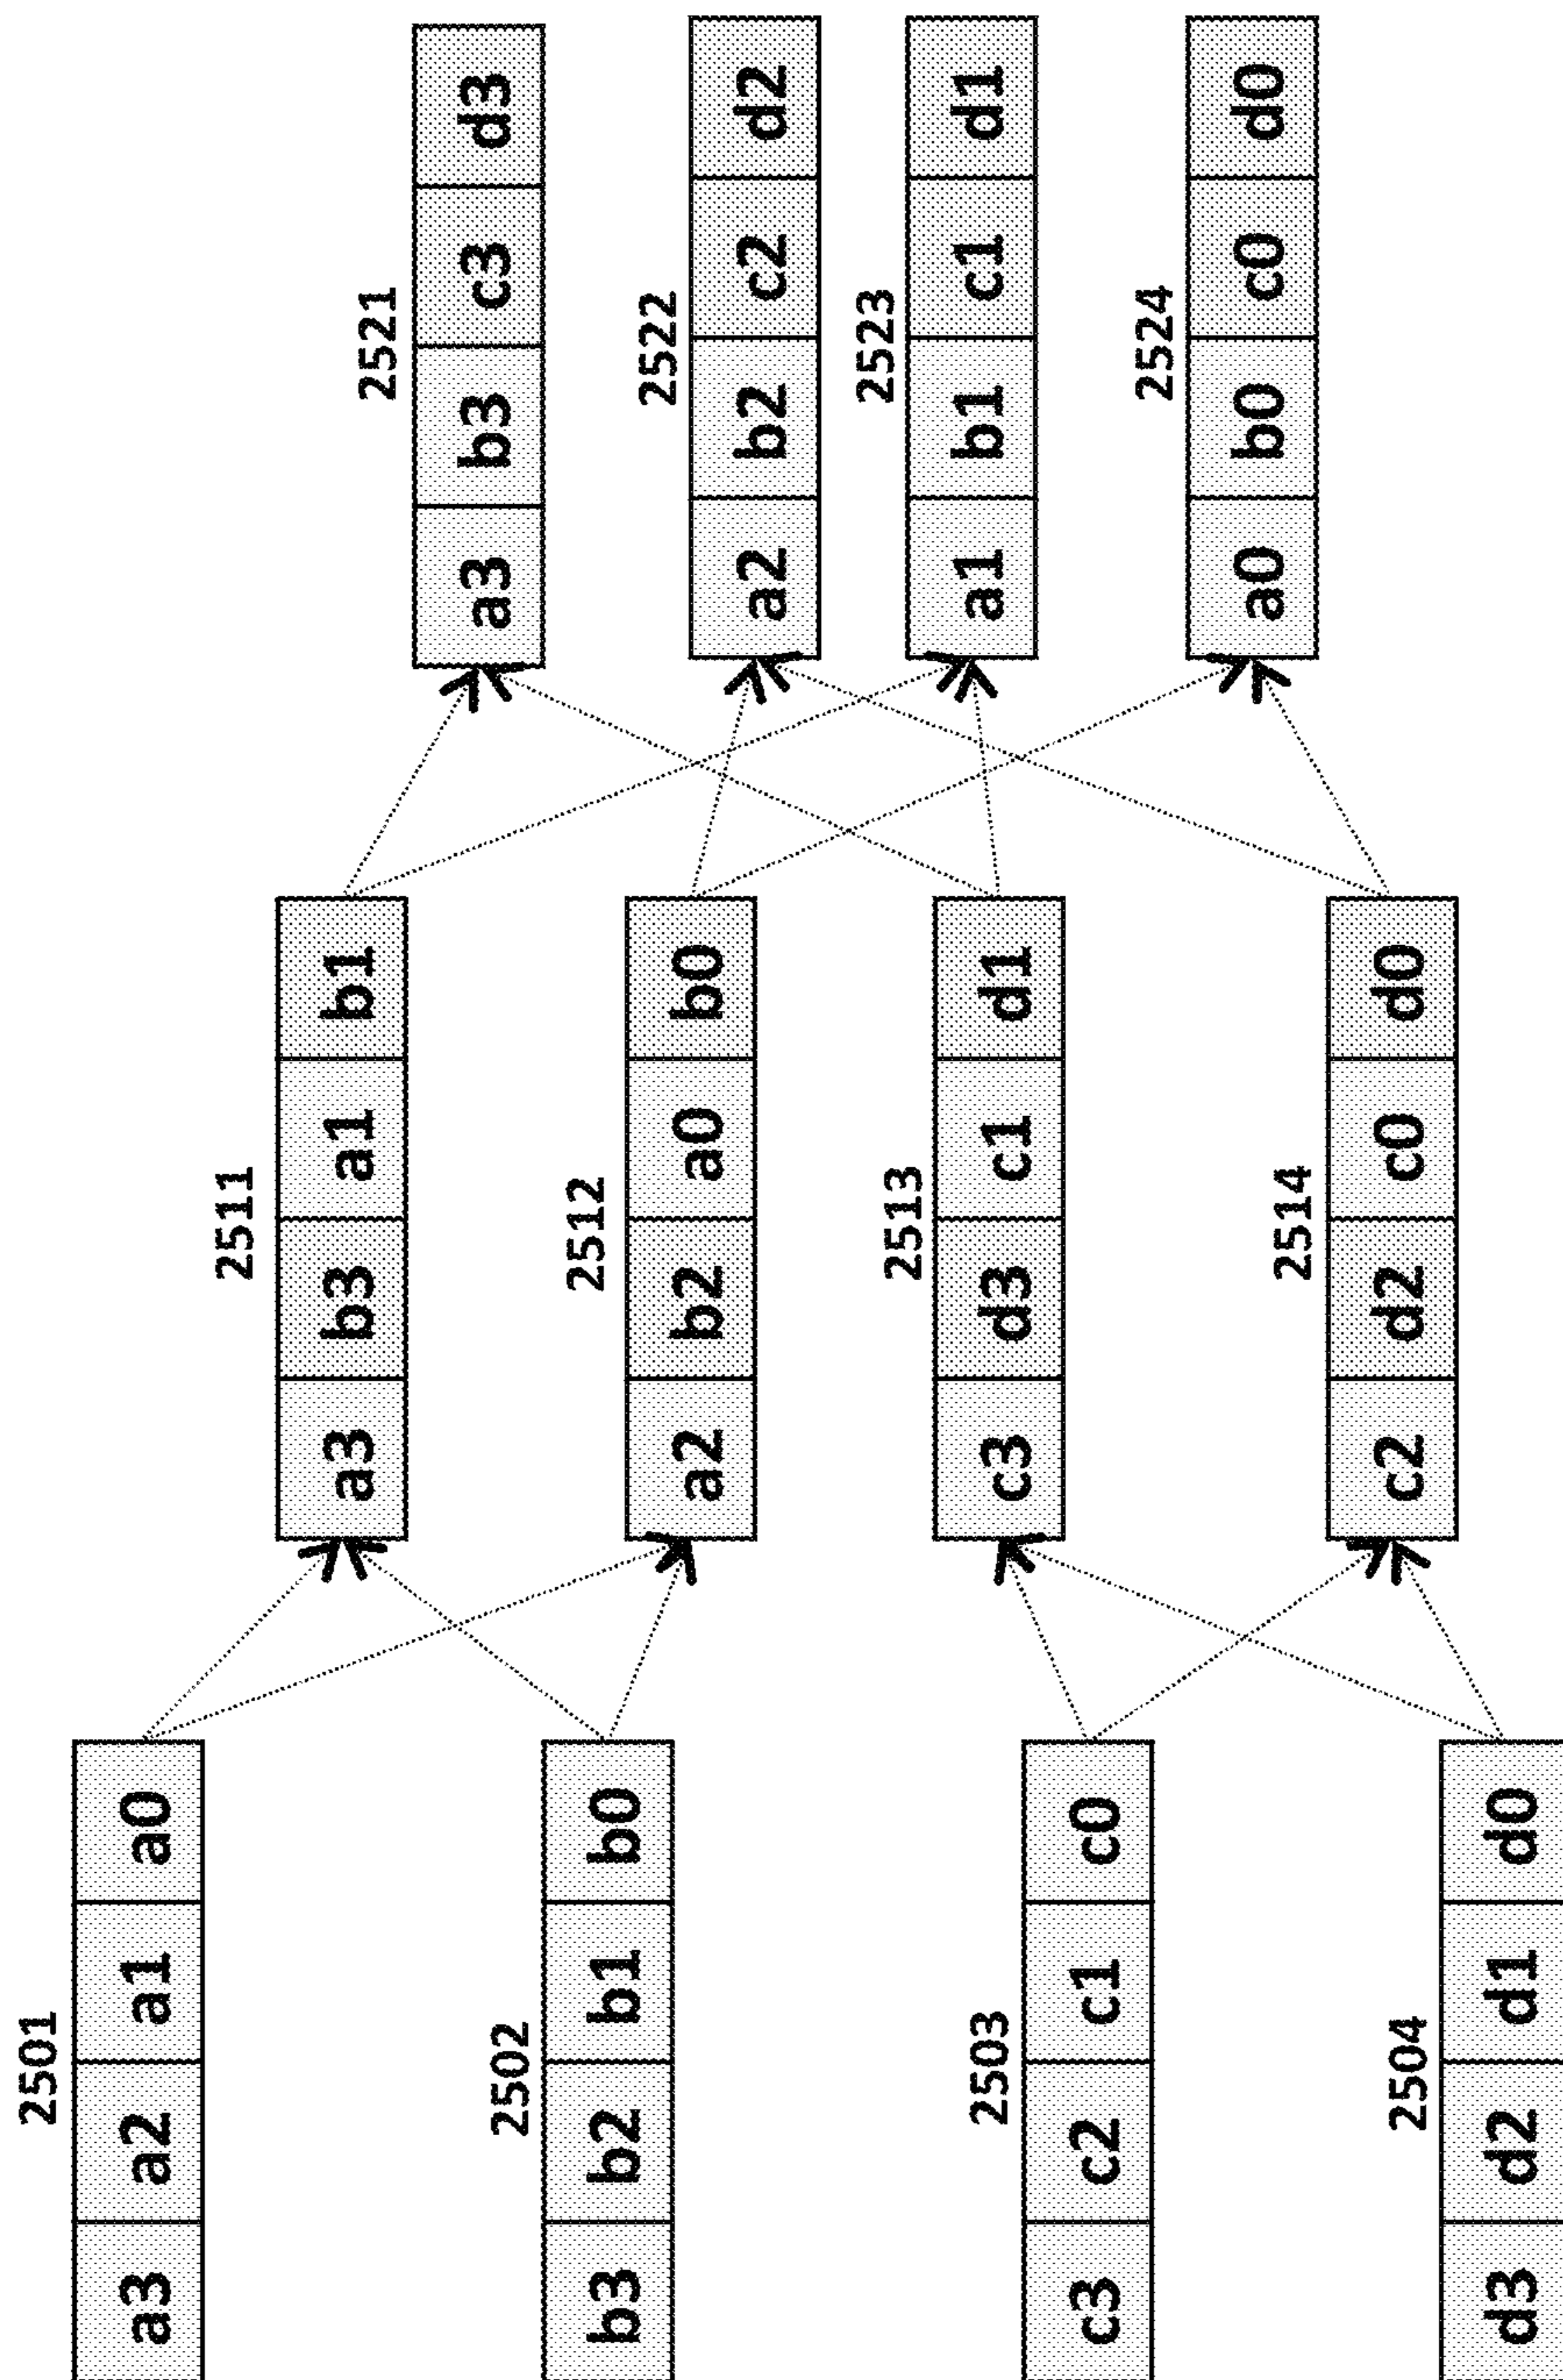 2501
a3 a2 a1 a0
2502
b3 b2 b1 b0
2503
c3 c2 c1 c0
2504
d3 d2 d1 d0
2511
a3 b3 a1 b1
2512
a2 b2 a0 b0
2513
c3 d3 c1 d1
2514
c2 d2 c0 d0
2521
a3 b3 c3 d3
2522
a2 b2 c2 d2
2523
a1 b1 c1 d1
2524
a0 b0 c0 d0